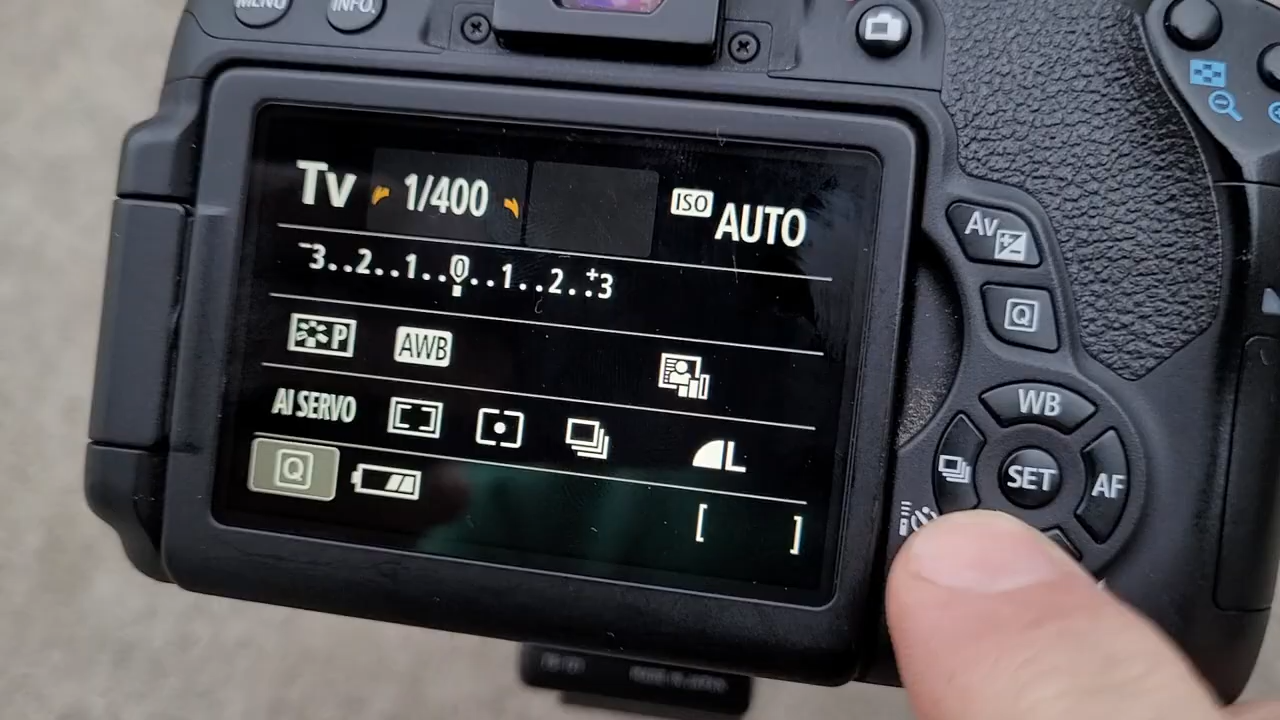 MENU
INFO.
Tv 1/400 ISO AUTO
-3..2..1..0..1..2..+3
P AWB
AI SERVO L
Q
[ ]
Av
Q
WB
SET
AF